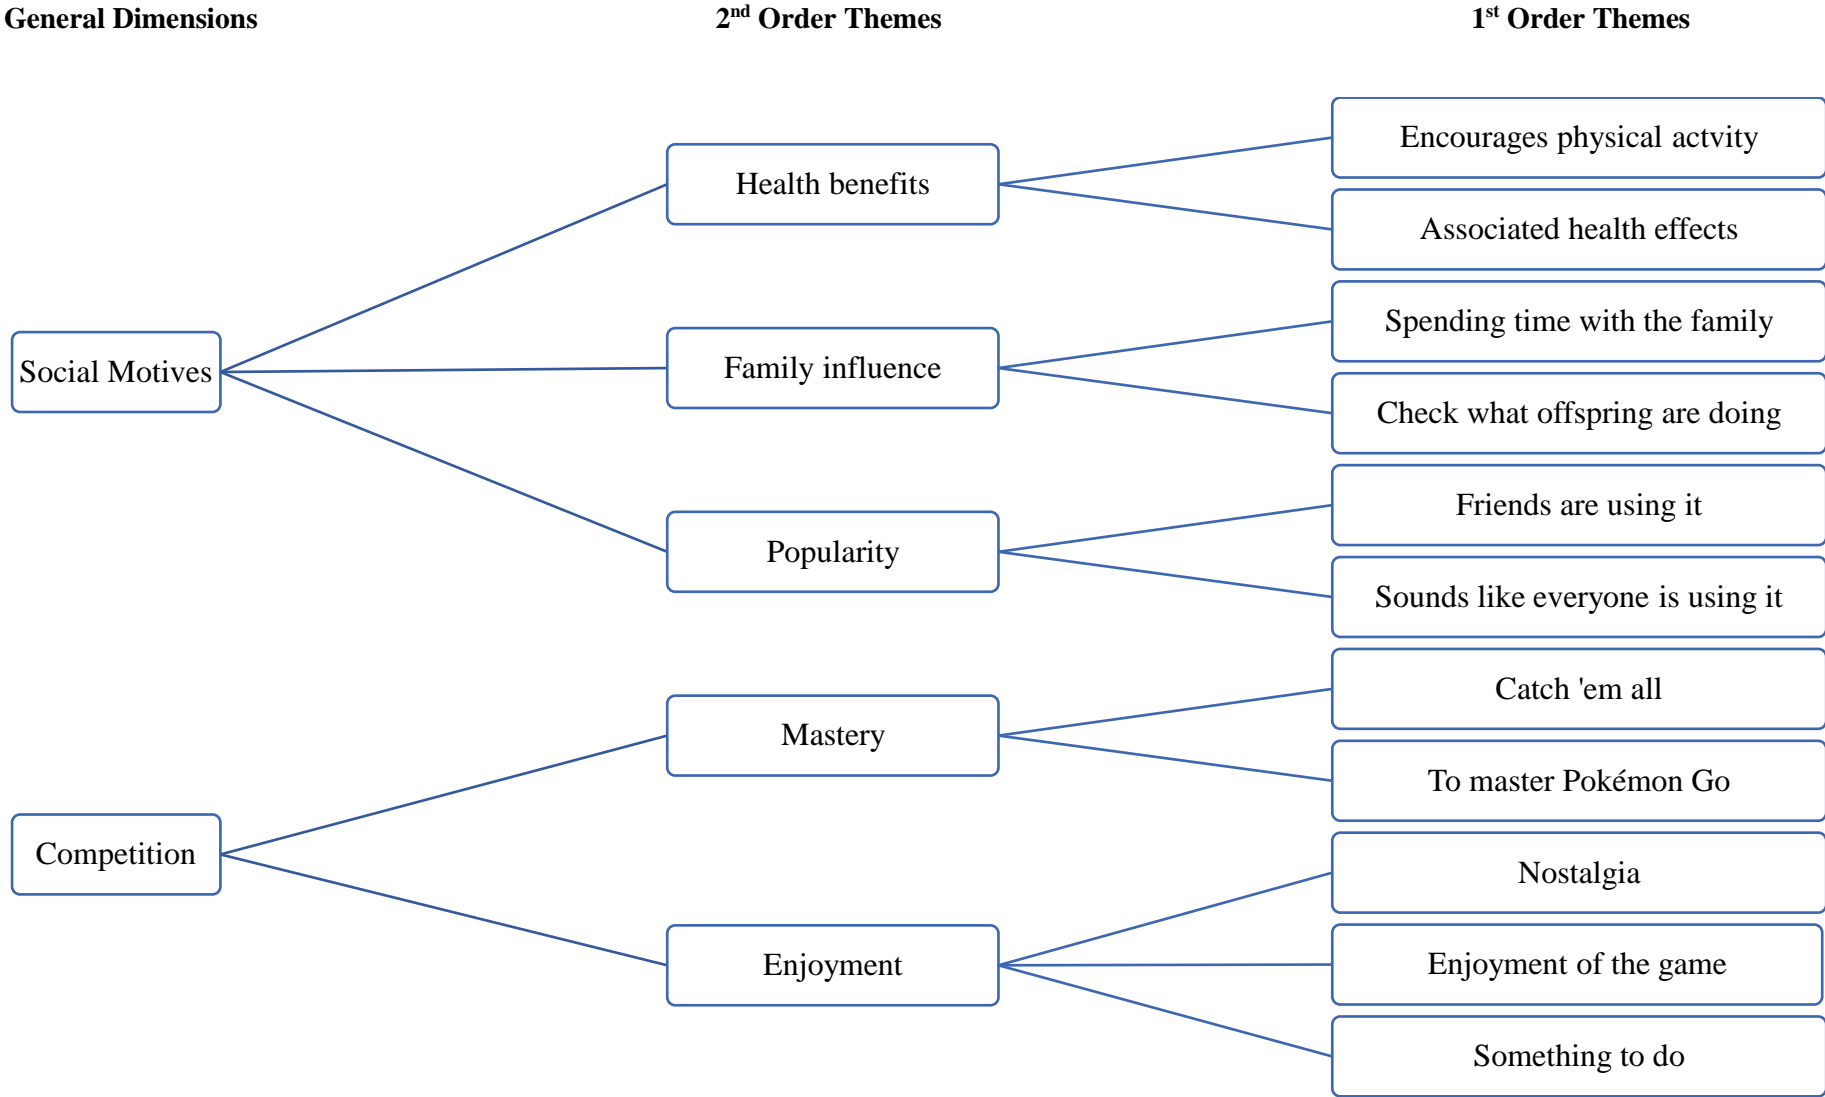 General Dimensions
2nd Order Themes
1st Order Themes
Social Motives
Health benefits
Encourages physical actvity
Associated health effects
Family influence
Spending time with the family
Check what offspring are doing
Popularity
Friends are using it
Sounds like everyone is using it
Competition
Mastery
Catch 'em all
To master Pokémon Go
Enjoyment
Nostalgia
Enjoyment of the game
Something to do